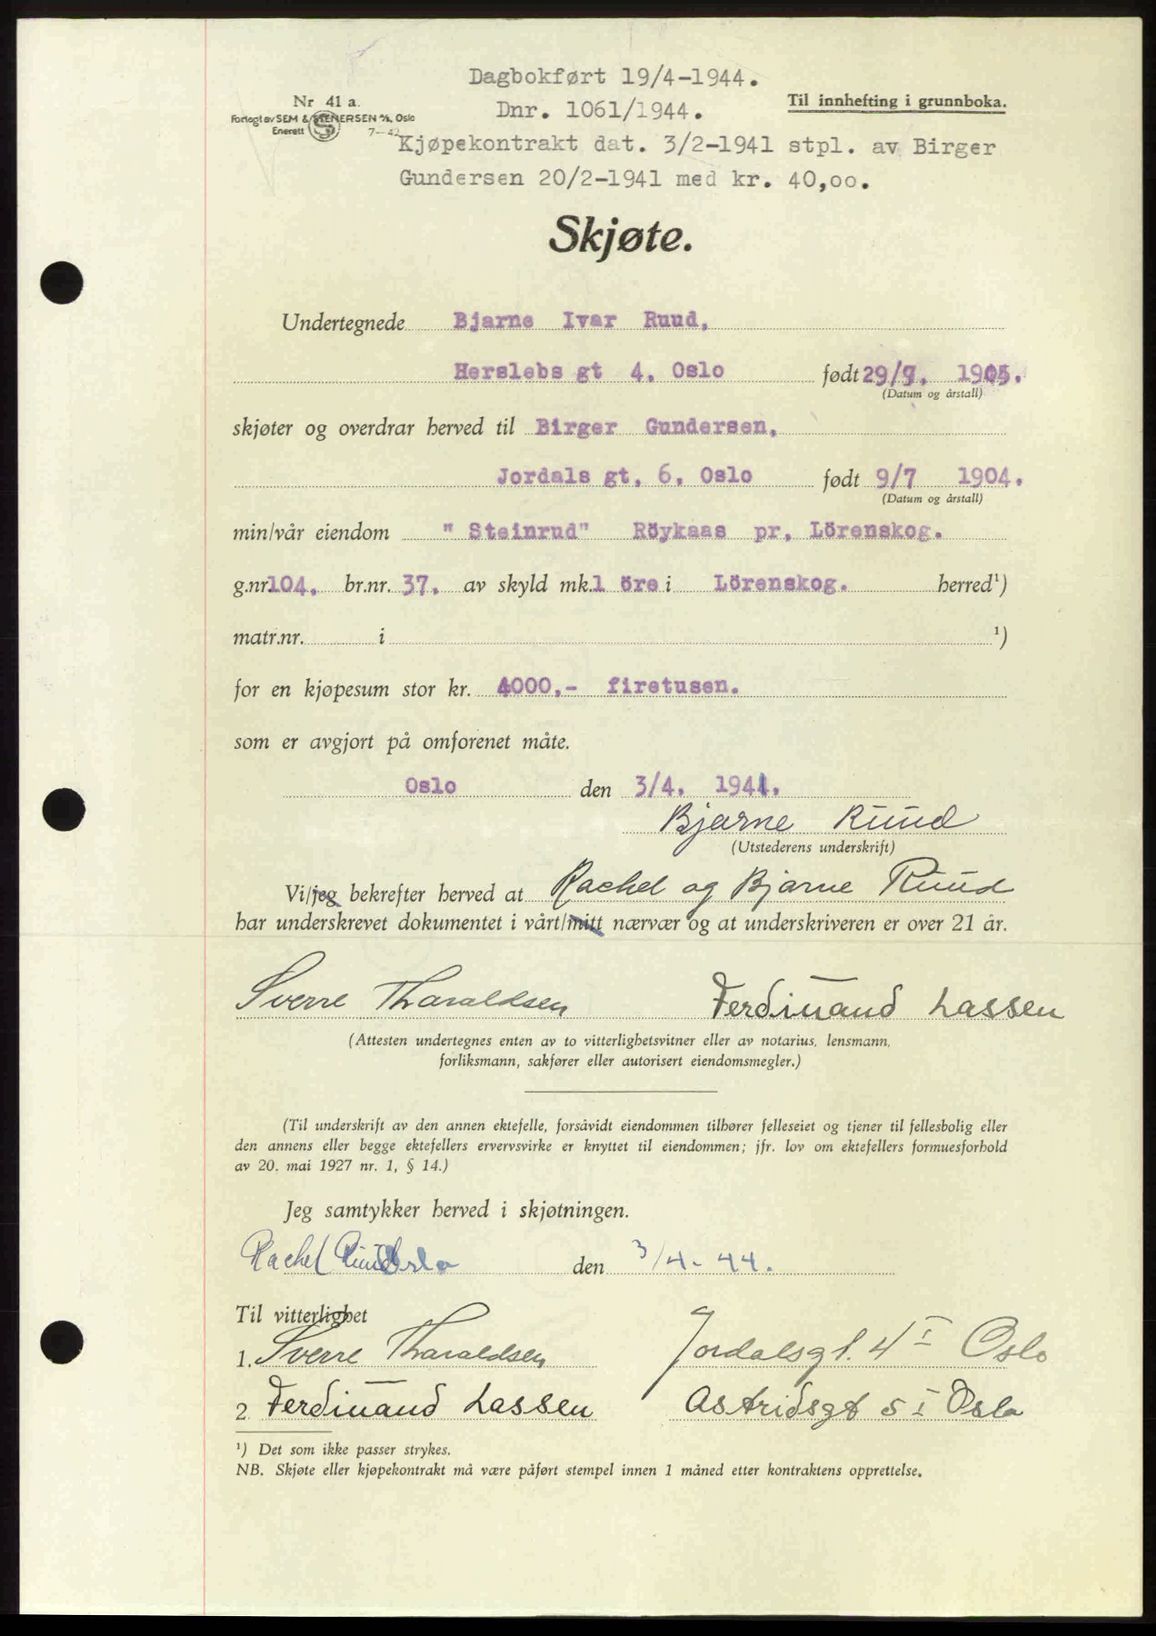 Dagbokført 19/4-1944.
Nr 41 a.
Dnr. 1061/1944.
Til innhefting i grunnboka.
Forlagt av SEM & STENERSEN A/S, Oslo
Enerett
7-42
Kjøpekontrakt dat. 3/2-1941 stpl. av Birger
Gundersen 20/2-1941 med kr. 40,oo.
Skjøte.
Undertegnede Bjarne Ivar Ruud,
Herslebs gt 4, Oslo født 29/9. 1905.
(Datum og årstall)
skjøter og overdrar herved til Birger Gundersen,
Jordals gt, 6, Oslo født 9/7 1904.
(Datum og årstall)
min/vår eiendom " Steinrud" Röykaas pr, Lörenskog.
g.nr. 104. br.nr. 37. av skyld mk. 1 öre i Lörenskog. herred¹)
matr.nr. i ¹)
for en kjøpesum stor kr. 4000,- firetusen.
som er avgjort på omforenet måte.
Oslo den 3/4. 1944.
Bjarne Ruud
(Utstederens underskrift)
Vi/jeg bekrefter herved at Rachel og Bjarne Ruud
har underskrevet dokumentet i vårt/mitt nærvær og at underskriveren er over 21 år.
Sverre Tharaldsen Ferdinand Lassen
(Attesten undertegnes enten av to vitterlighetsvitner eller av notarius, lensmann,
forliksmann, sakfører eller autorisert eiendomsmegler.)
(Til underskrift av den annen ektefelle, forsåvidt eiendommen tilhører felleseiet og tjener til fellesbolig eller
den annens eller begge ektefellers ervervsvirke er knyttet til eiendommen; jfr. lov om ektefellers formuesforhold
av 20. mai 1927 nr. 1, § 14.)
Jeg samtykker herved i skjøtningen.
Rachel Ruud Oslo den 3/4-44.
Til vitterlighet
1. Sverre Tharaldsen Jordalsgt. 4 I Oslo
2 Ferdinand Lassen Astridsgt 5 I Oslo
¹) Det som ikke passer strykes.
NB. Skjøte eller kjøpekontrakt må være påført stempel innen 1 måned etter kontraktens opprettelse.